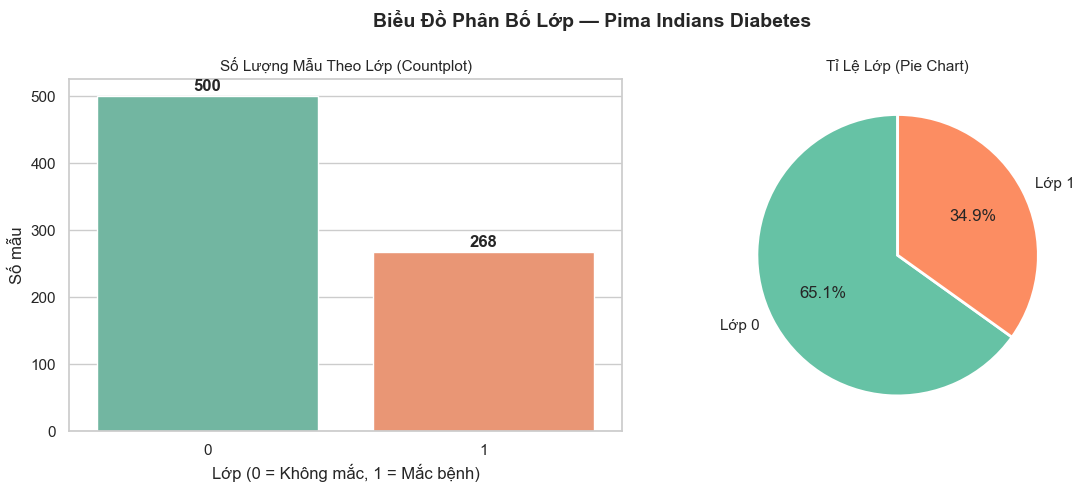 Biểu Đồ Phân Bố Lớp — Pima Indians Diabetes
Số Lượng Mẫu Theo Lớp (Countplot)
500
268
500
400
300
200
100
0
Số mẫu
0
1
Lớp (0 = Không mắc, 1 = Mắc bệnh)
Tỉ Lệ Lớp (Pie Chart)
Lớp 1
34.9%
65.1%
Lớp 0